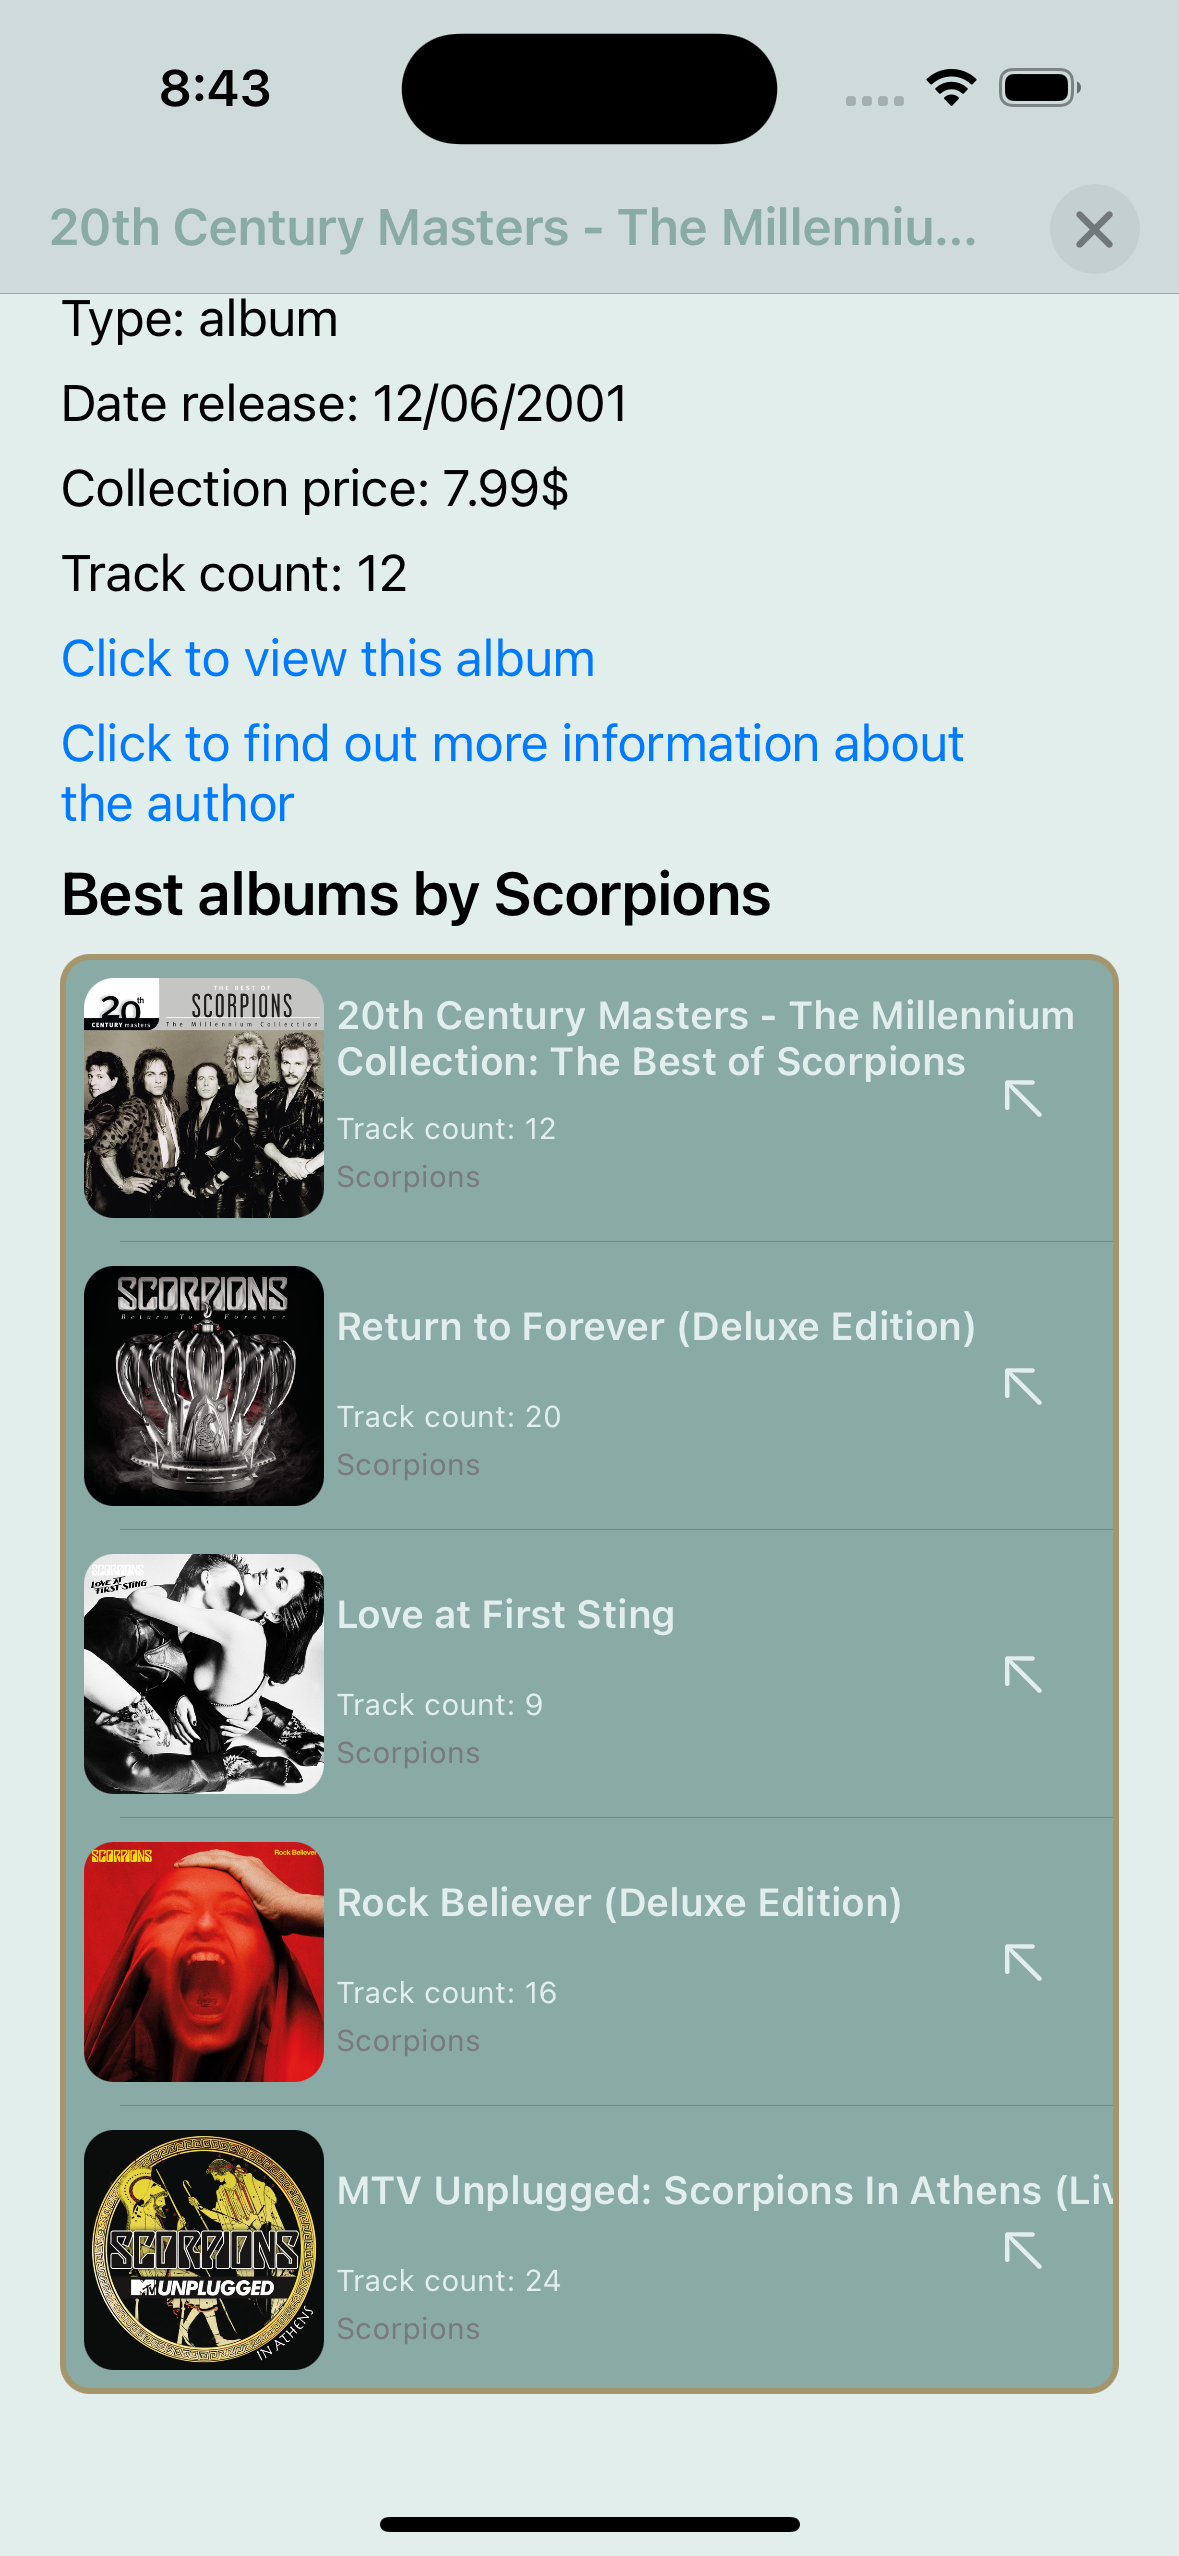 8:43
20th Century Masters - The Millenniu...
Type: album
Date release: 12/06/2001
Collection price: 7.99$
Track count: 12
Click to view this album
Click to find out more information about
the author
Best albums by Scorpions
20th
CENTURY masters
THE BEST OF
SCORPIONS
The Millennium Collection
20th Century Masters - The Millennium
Collection: The Best of Scorpions
Track count: 12
Scorpions
SCORPIONS
Return To Forever
Return to Forever (Deluxe Edition)
Track count: 20
Scorpions
SCORPIONS
LOVE AT
FIRST STING
Love at First Sting
Track count: 9
Scorpions
SCORPIONS
Rock Believer
Rock Believer (Deluxe Edition)
Track count: 16
Scorpions
SCORPIONS
MTV UNPLUGGED
IN ATHENS
MTV Unplugged: Scorpions In Athens (Liv
Track count: 24
Scorpions